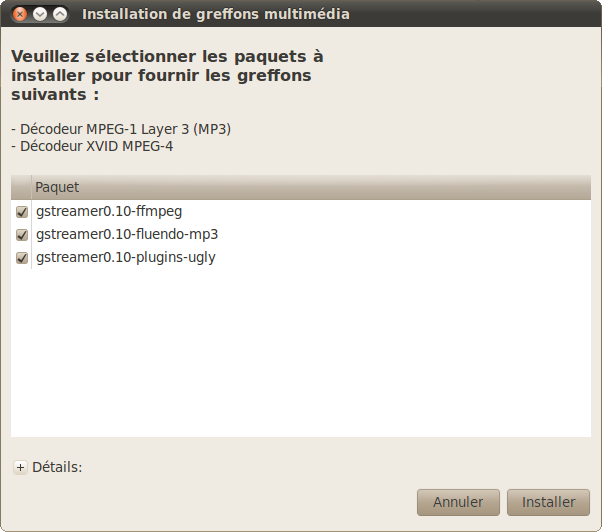 Installation de greffons multimédia
Veuillez sélectionner les paquets à
installer pour fournir les greffons
suivants :
- Décodeur MPEG-1 Layer 3 (MP3)
- Décodeur XVID MPEG-4
Paquet
gstreamer0.10-ffmpeg
gstreamer0.10-fluendo-mp3
gstreamer0.10-plugins-ugly
Détails:
Annuler
Installer